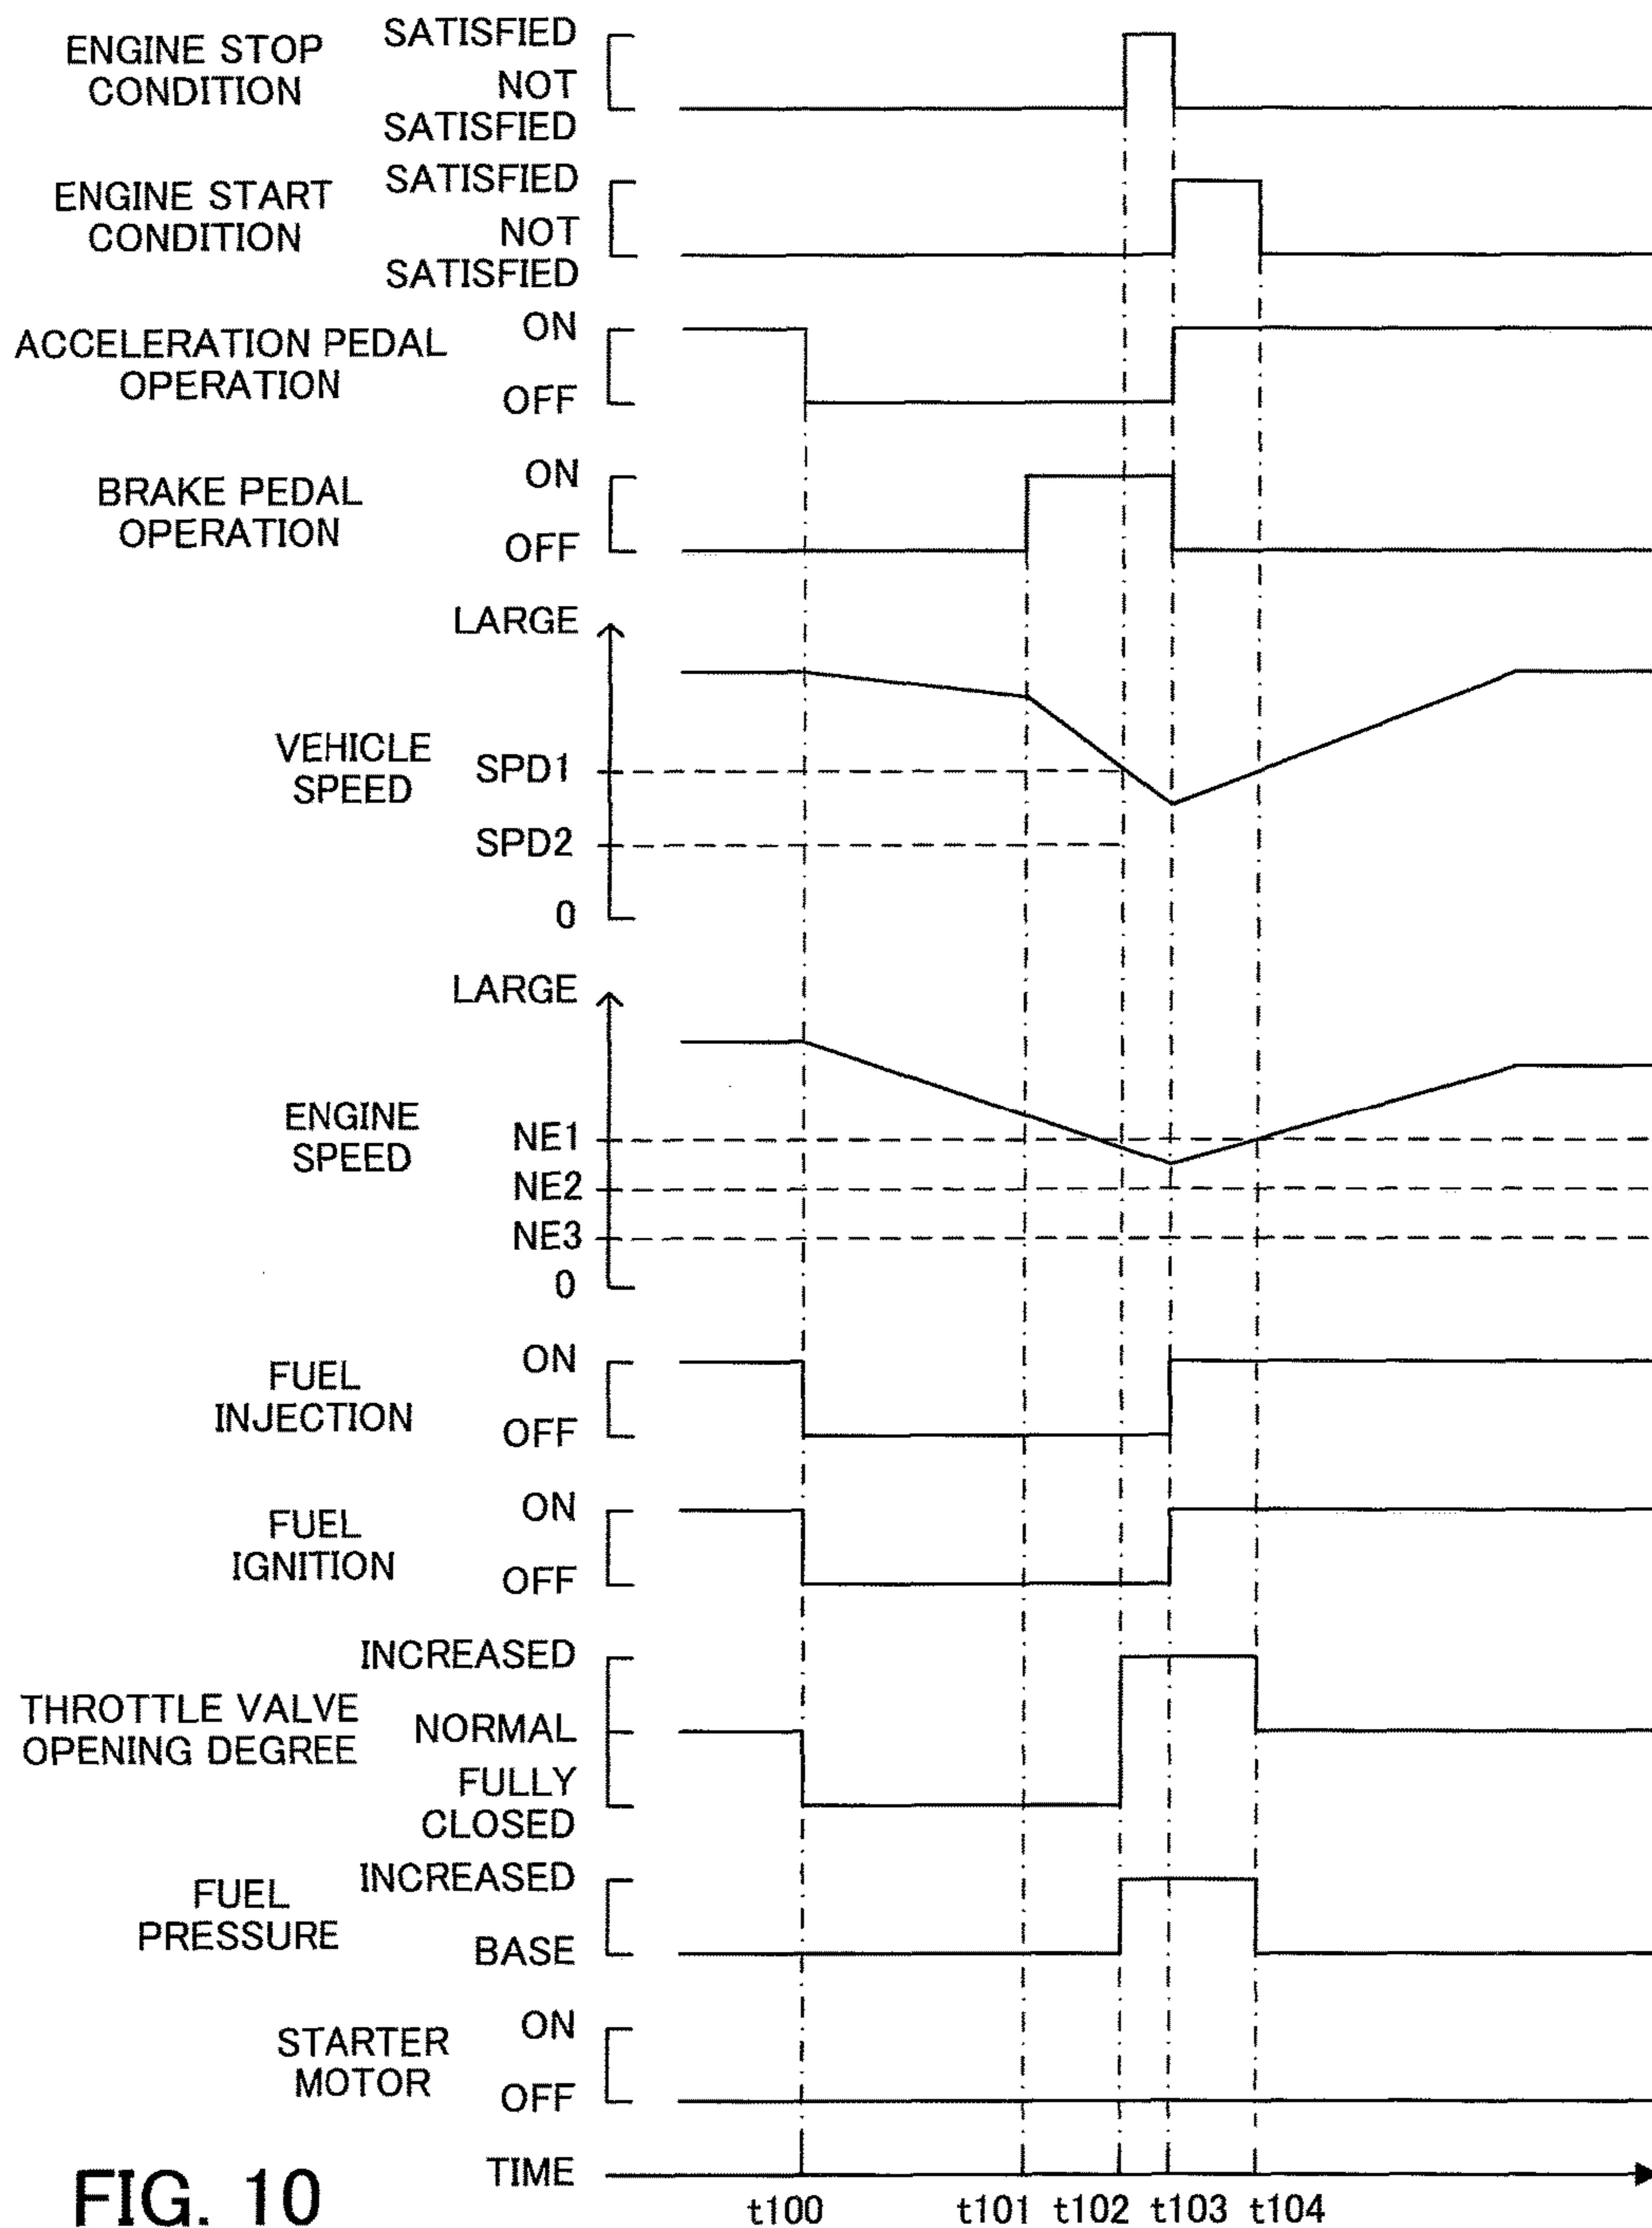 ENGINE STOP
CONDITION
SATISFIED
NOT
SATISFIED
ENGINE START
CONDITION
SATISFIED
NOT
SATISFIED
ACCELERATION PEDAL
OPERATION
ON
OFF
BRAKE PEDAL
OPERATION
ON
OFF
VEHICLE
SPEED
LARGE
SPD1
SPD2
0
ENGINE
SPEED
LARGE
NE1
NE2
NE3
0
FUEL
INJECTION
ON
OFF
FUEL
IGNITION
ON
OFF
THROTTLE VALVE
OPENING DEGREE
INCREASED
NORMAL
FULLY
CLOSED
FUEL
PRESSURE
INCREASED
BASE
STARTER
MOTOR
ON
OFF
TIME
t100 t101 t102 t103 t104
FIG. 10